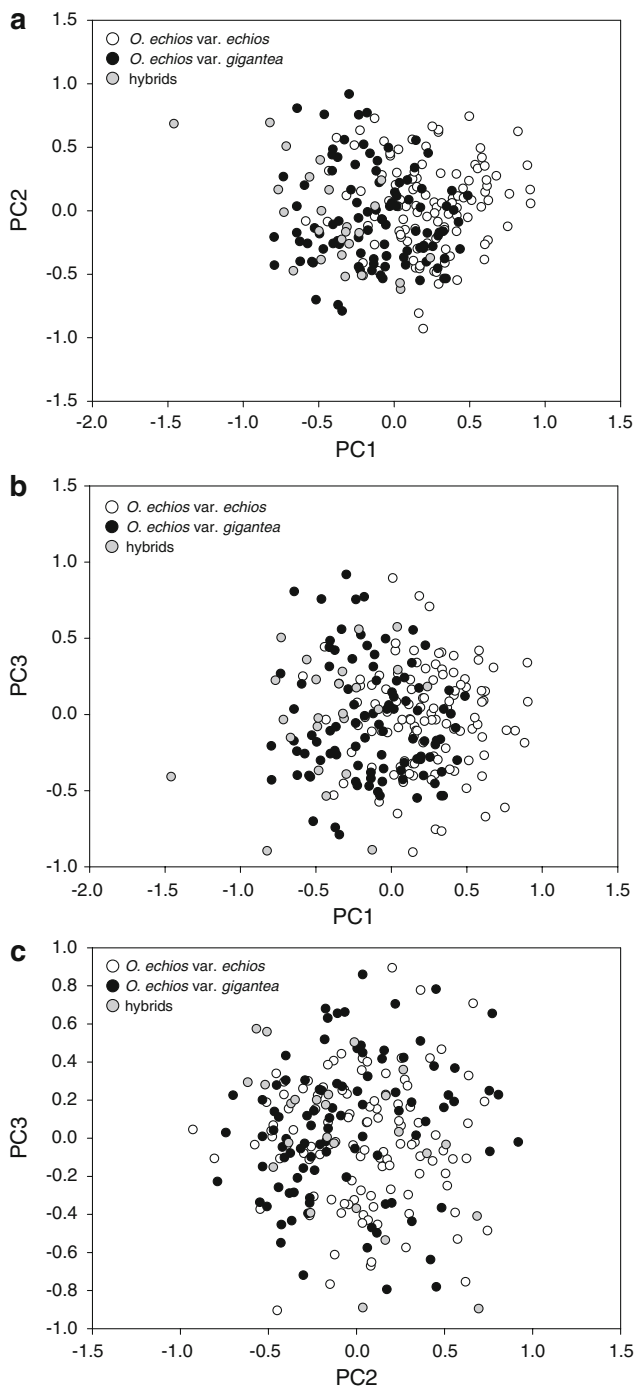 a
O. echios var. echios
O. echios var. gigantea
hybrids
1.5
1.0
0.5
0.0
-0.5
-1.0
-1.5
PC2
-2.0 -1.5 -1.0 -0.5 0.0 0.5 1.0 1.5
PC1
b
O. echios var. echios
O. echios var. gigantea
hybrids
1.5
1.0
0.5
0.0
-0.5
-1.0
PC3
-2.0 -1.5 -1.0 -0.5 0.0 0.5 1.0 1.5
PC1
c
O. echios var. echios
O. echios var. gigantea
hybrids
1.0
0.8
0.6
0.4
0.2
0.0
-0.2
-0.4
-0.6
-0.8
-1.0
PC3
-1.5 -1.0 -0.5 0.0 0.5 1.0 1.5
PC2